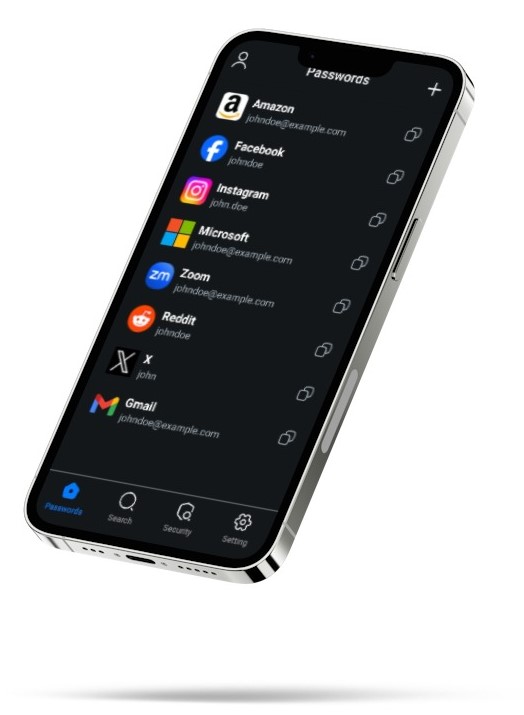 Passwords
Amazon
johndoe@example.com
Facebook
johndoe
Instagram
john.doe
Microsoft
johndoe@example.com
zm
Zoom
johndoe@example.com
Reddit
johndoe
X
john
Gmail
johndoe@example.com
Passwords
Search
Security
Setting